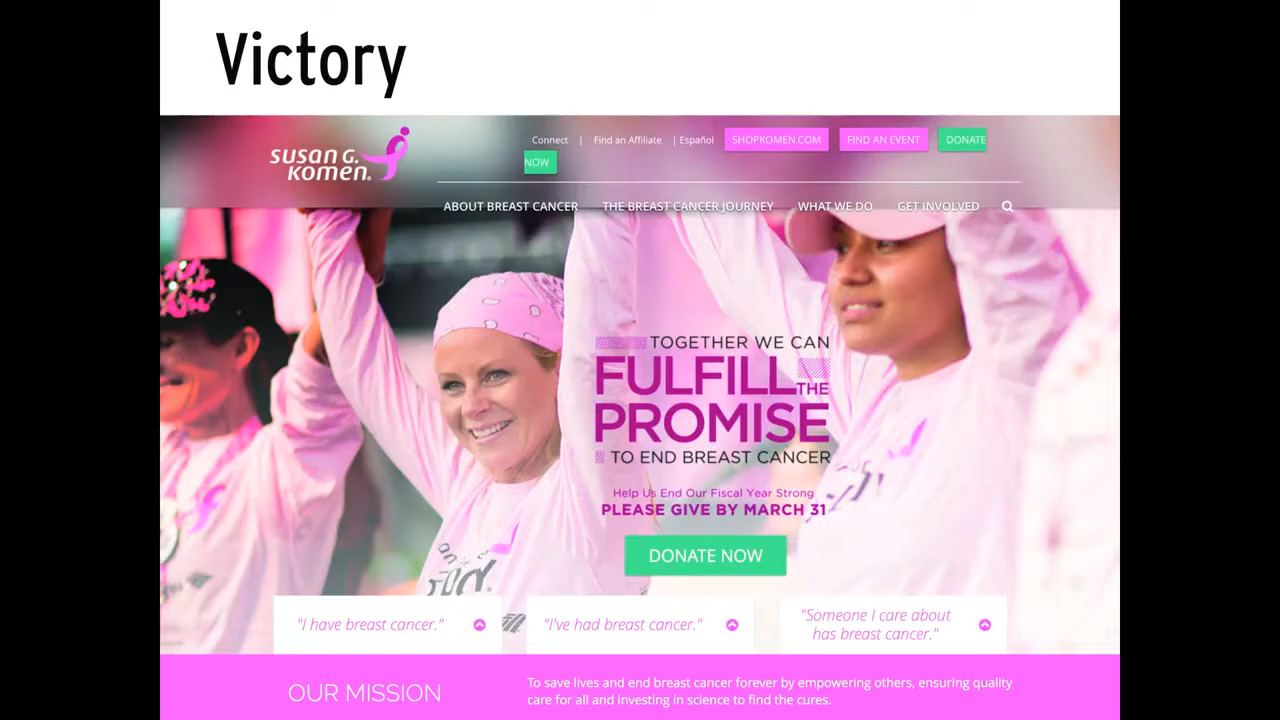 Victory
susan G. komen.
Connect | Find an Affiliate | Español SHOPKOMEN.COM FIND AN EVENT DONATE
NOW
ABOUT BREAST CANCER THE BREAST CANCER JOURNEY WHAT WE DO GET INVOLVED
TOGETHER WE CAN
FULFILL THE
PROMISE
TO END BREAST CANCER
Help Us End Our Fiscal Year Strong
PLEASE GIVE BY MARCH 31
DONATE NOW
"I have breast cancer."
"I've had breast cancer."
"Someone I care about
has breast cancer."
OUR MISSION
To save lives and end breast cancer forever by empowering others, ensuring quality
care for all and investing in science to find the cures.